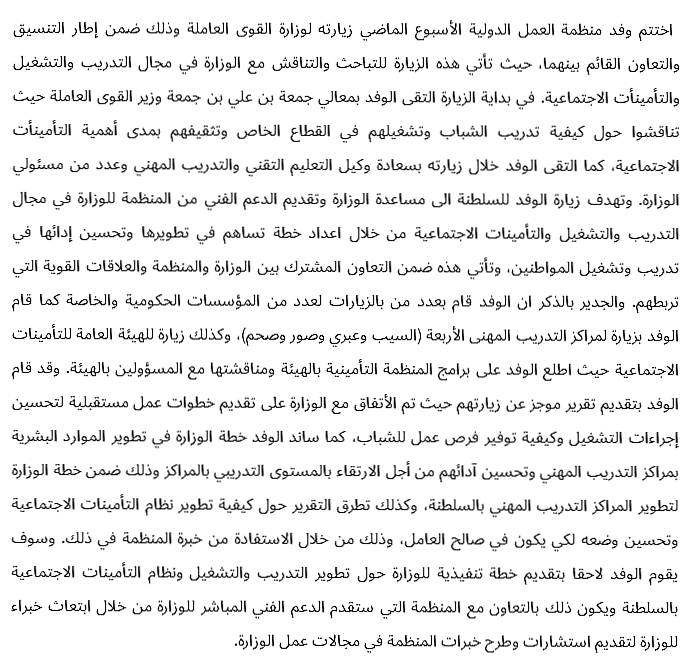 اختتم وفد منظمة العمل الدولية الأسبوع الماضي زيارته لوزارة القوى العاملة وذلك ضمن إطار التنسيق
والتعاون القائم بينهما، حيث تأتي هذه الزيارة للتباحث والتناقش مع الوزارة في مجال التدريب والتشغيل
والتأمينأت الاجتماعية. في بداية الزيارة التقى الوفد بمعالي جمعة بن علي بن جمعة وزير القوى العاملة حيث
تناقشوا حول كيفية تدريب الشباب وتشغيلهم في القطاع الخاص وتثقيفهم بمدى أهمية التأمينأت
الاجتماعية، كما التقى الوفد خلال زيارته بسعادة وكيل التعليم التقني والتدريب المهني وعدد من مسئولي
الوزارة. وتهدف زيارة الوفد للسلطنة الى مساعدة الوزارة وتقديم الدعم الفني من المنظمة للوزارة في مجال
التدريب والتشغيل والتأمينات الاجتماعية من خلال اعداد خطة تساهم في تطويرها وتحسين إدائها في
تدريب وتشغيل المواطنين، وتأتي هذه ضمن التعاون المشترك بين الوزارة والمنظمة والعلاقات القوية التي
تربطهم. والجدير بالذكر ان الوفد قام بعدد من بالزيارات لعدد من المؤسسات الحكومية والخاصة كما قام
الوفد بزيارة لمراكز التدريب المهنى الأربعة (السيب وعبري وصور وصحم)، وكذلك زيارة للهيئة العامة للتأمينات
الاجتماعية حيث اطلع الوفد على برامج المنظمة التأمينية بالهيئة ومناقشتها مع المسؤولين بالهيئة. وقد قام
الوفد بتقديم تقرير موجز عن زيارتهم حيث تم الأتفاق مع الوزارة على تقديم خطوات عمل مستقبلية لتحسين
إجراءات التشغيل وكيفية توفير فرص عمل للشباب، كما ساند الوفد خطة الوزارة في تطوير الموارد البشرية
بمراكز التدريب المهني وتحسين آدائهم من أجل الارتقاء بالمستوى التدريبي بالمراكز وذلك ضمن خطة الوزارة
لتطوير المراكز التدريب المهني بالسلطنة، وكذلك تطرق التقرير حول كيفية تطوير نظام التأمينات الاجتماعية
وتحسين وضعه لكي يكون في صالح العامل، وذلك من خلال الاستفادة من خبرة المنظمة في ذلك. وسوف
يقوم الوفد لاحقا بتقديم خطة تنفيذية للوزارة حول تطوير التدريب والتشغيل ونظام التأمينات الاجتماعية
بالسلطنة ويكون ذلك بالتعاون مع المنظمة التي ستقدم الدعم الفني المباشر للوزارة من خلال ابتعاث خبراء
للوزارة لتقديم استشارات وطرح خبرات المنظمة في مجالات عمل الوزارة.